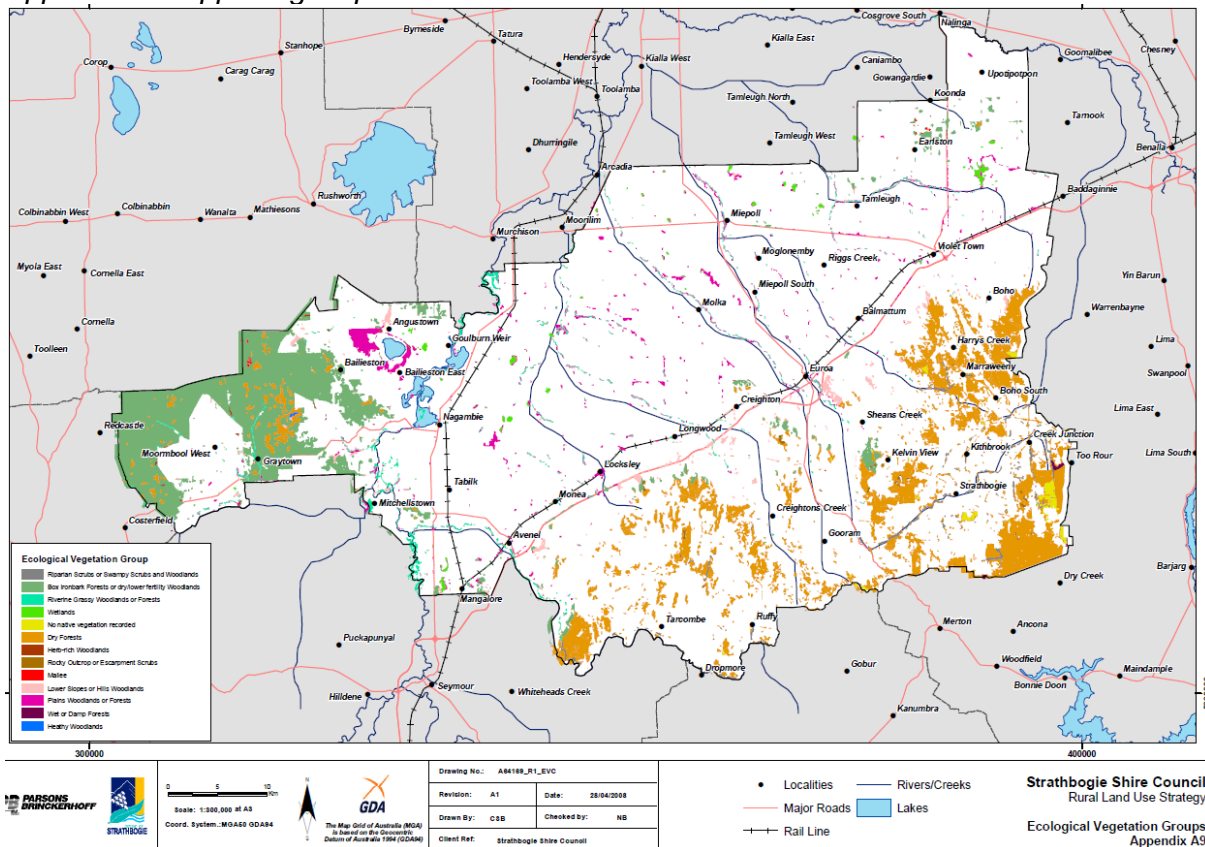 Byrneside
Cosgrove South
Nalinga
Stanhope
Tatura
Kialla East
Chesney
Corop
Carag Carag
Hendersyde
Kialla West
Caniambo
Goomalibee
Toolamba West
Toolamba
Gowangardie
Upotipotpon
Koonda
Tamleugh North
Tarnook
Dhurringile
Tamleugh West
Earlston
Benalla
Arcadia
Baddaginnie
Colbinabbin West
Colbinabbin
Wanalta
Mathiesons
Rushworth
Tamleugh
Miepoll
Moorilim
Murchison
Violet Town
Moglonemby
Riggs Creek
Myola East
Cornella East
Yin Barun
Miepoll South
Boho
Molka
Warrenbayne
Cornella
Angustown
Balmattum
Toolleen
Goulburn Weir
Harry's Creek
Lima
Bailieston
Bailieston East
Euroa
Marraweeny
Swanpool
Boho South
Creighton
Lima East
Redcastle
Nagambie
Sheans Creek
Longwood
Creek Junction
Moormbool West
Graytown
Kelvin View
Kithbrook
Too Rour
Lima South
Locksley
Tabilk
Strathbogie
Mitchellstown
Monea
Creightons Creek
Costerfield
Avenel
Gooram
Barjarg
Dry Creek
Mangalore
Tarcombe
Ruffy
Merton
Ancona
Puckapunyal
Dropmore
Gobur
Woodfield
Maindample
Bonnie Doon
Seymour
Hilldene
Whiteheads Creek
Kanumbra
Ecological Vegetation Group
Riparian Scrubs or Swampy Scrubs and Woodlands
Box Ironbark Forests or dry/lower fertility Woodlands
Riverine Grassy Woodlands or Forests
Wetlands
No native vegetation recorded
Dry Forests
Herb-rich Woodlands
Rocky Outcrop or Escarpment Scrubs
Mallee
Lower Slopes or Hills Woodlands
Plains Woodlands or Forests
Wet or Damp Forests
Heathy Woodlands
300000
400000
PARSONS
BRINCKERHOFF
STRATHBOGIE
0 5 10
Km
Scale: 1:300,000 at A3
Coord. System.:MGA50 GDA94
N
GDA
The Map Grid of Australia (MGA)
is based on the Geocentric
Datum of Australia 1994 (GDA94)
Drawing No.: A64169_R1_EVC
Revision: A1 Date: 28/04/2008
Drawn By: CSB Checked by: NB
Client Ref: Strathbogie Shire Council
Localities
Major Roads
Rail Line
Rivers/Creeks
Lakes
Strathbogie Shire Council
Rural Land Use Strategy
Ecological Vegetation Groups
Appendix A9